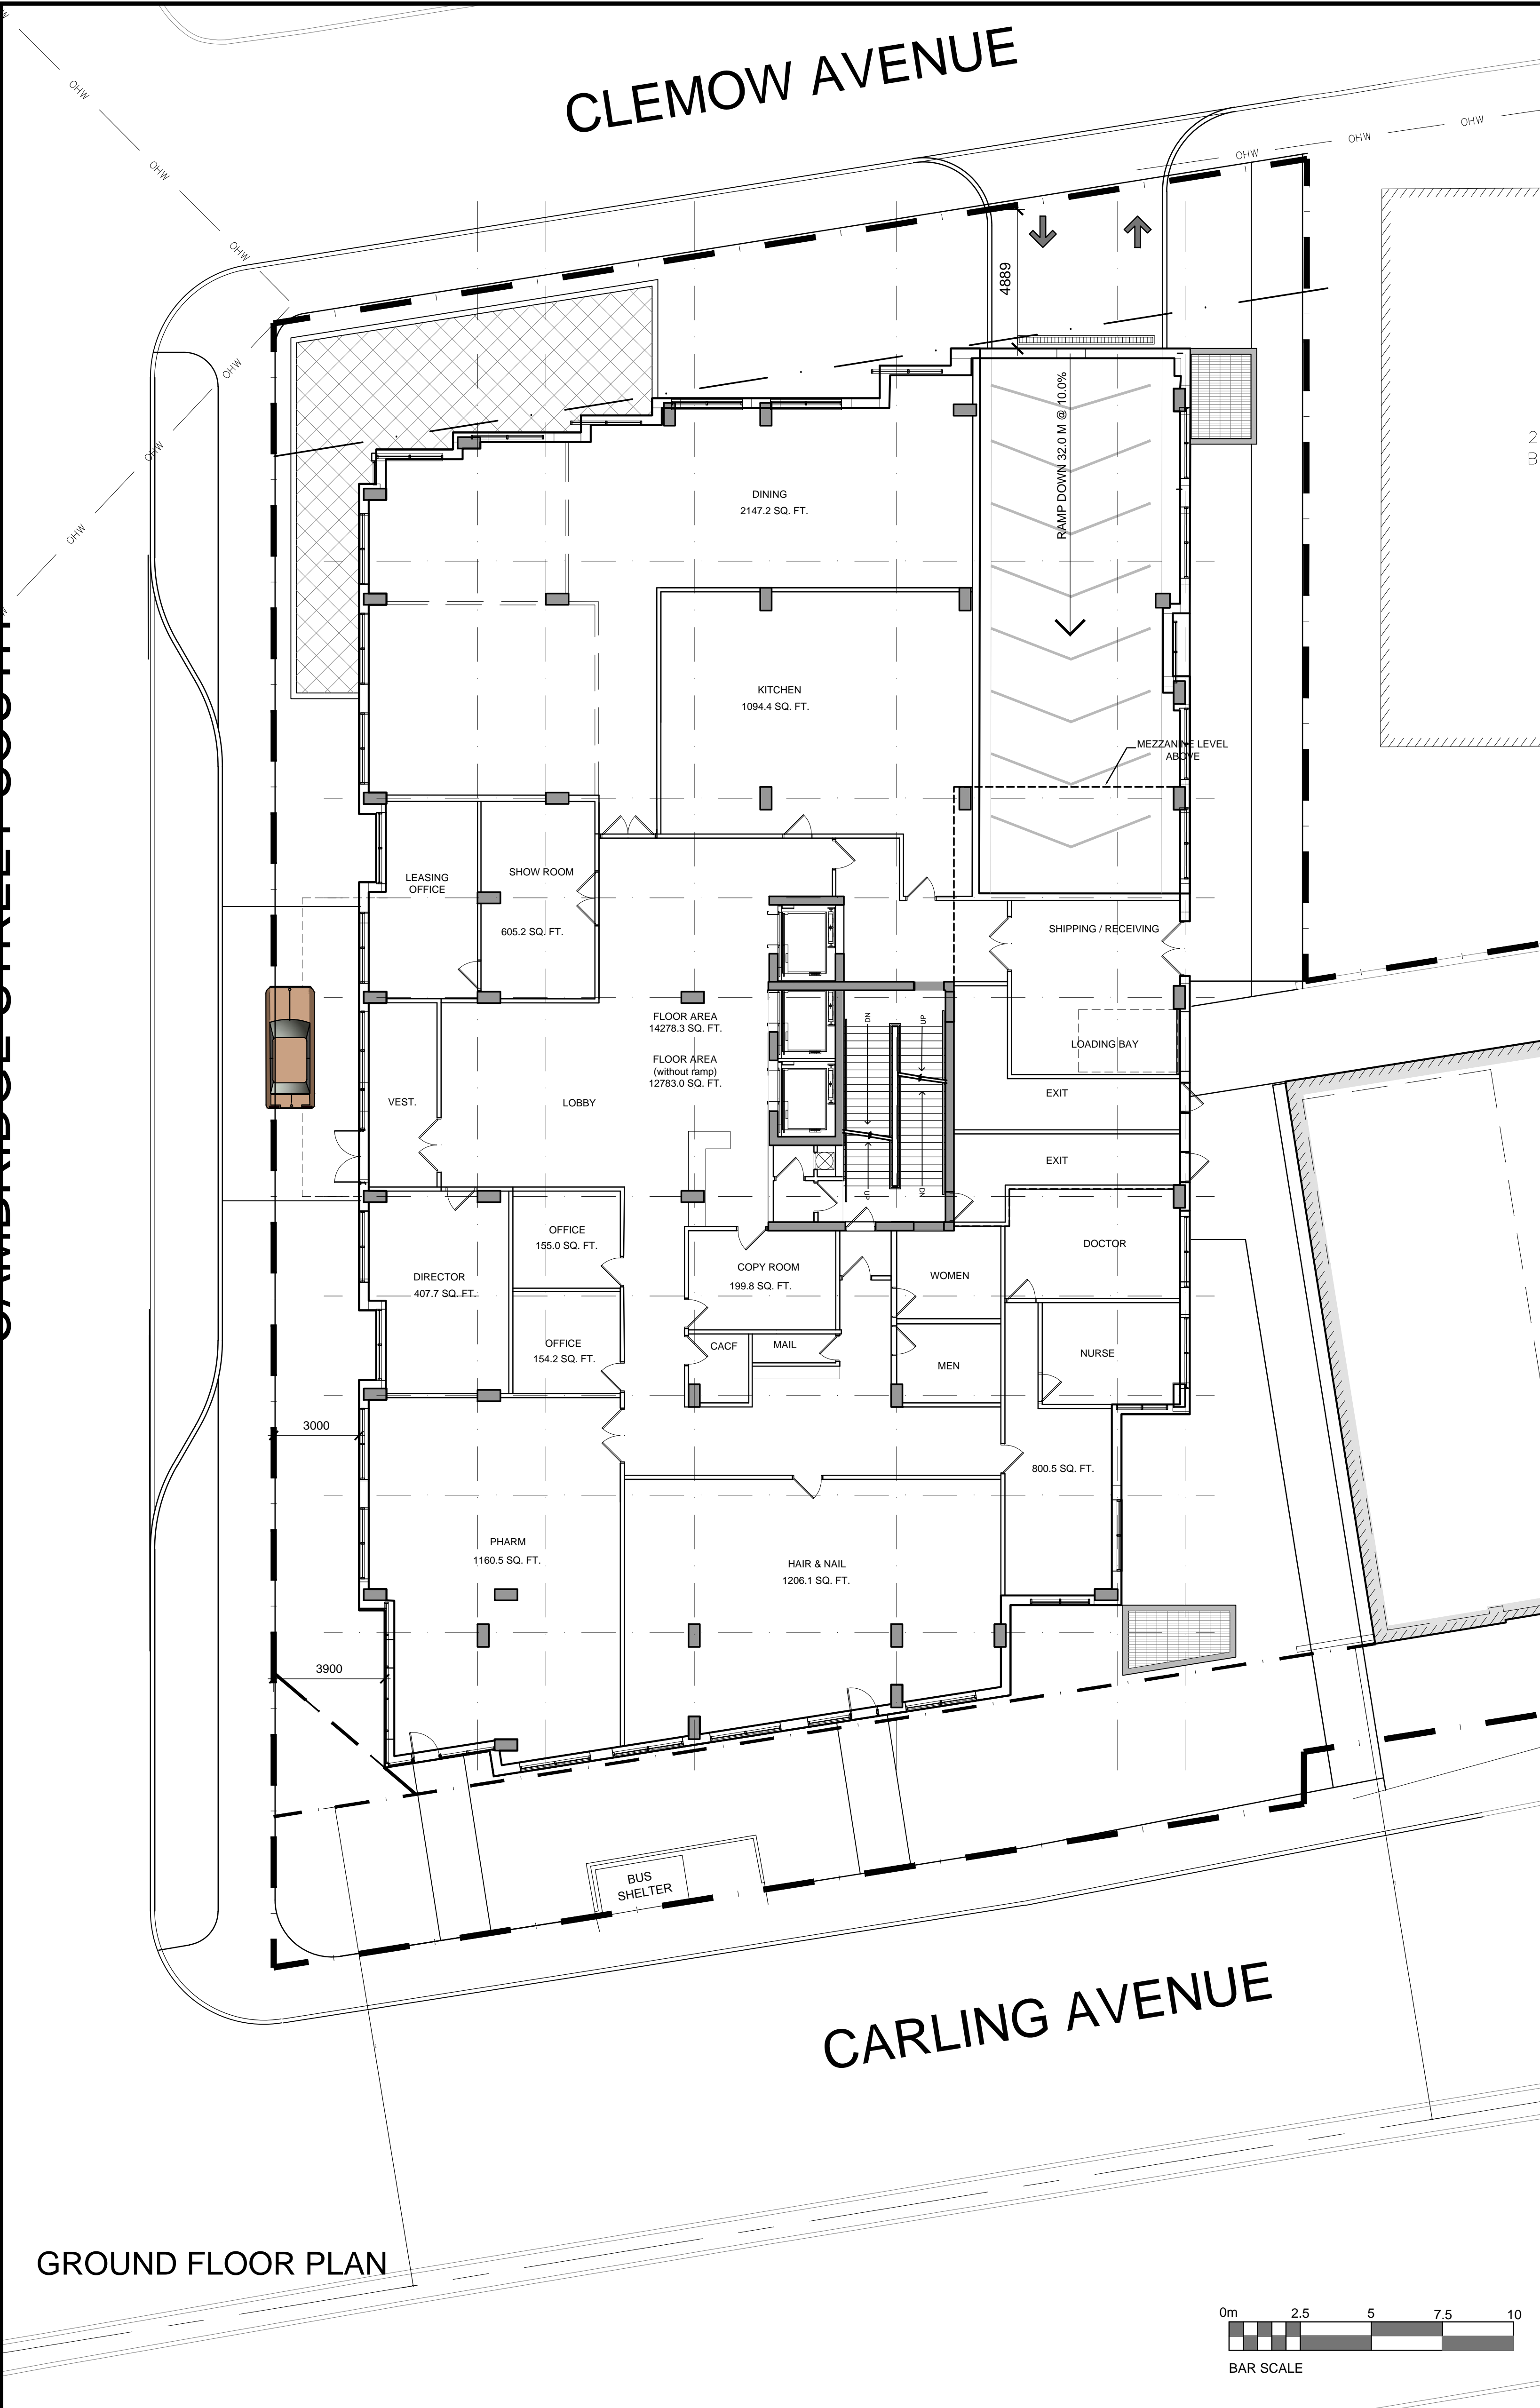 CLEMOW AVENUE
OHW
OHW
OHW
OHW
OHW
OHW
OHW
OHW
OHW
4889
RAMP DOWN 32.0 M @ 10.0%
2
B
DINING
2147.2 SQ. FT.
KITCHEN
1094.4 SQ. FT.
MEZZANINE LEVEL
ABOVE
LEASING
OFFICE
SHOW ROOM
605.2 SQ. FT.
SHIPPING / RECEIVING
FLOOR AREA
14278.3 SQ. FT.
FLOOR AREA
(without ramp)
12783.0 SQ. FT.
DN
UP
LOADING BAY
VEST.
LOBBY
EXIT
EXIT
UP
DN
OFFICE
155.0 SQ. FT.
DOCTOR
DIRECTOR
407.7 SQ. FT.
COPY ROOM
199.8 SQ. FT.
WOMEN
OFFICE
154.2 SQ. FT.
CACF
MAIL
MEN
NURSE
3000
800.5 SQ. FT.
PHARM
1160.5 SQ. FT.
HAIR & NAIL
1206.1 SQ. FT.
3900
BUS
SHELTER
CARLING AVENUE
GROUND FLOOR PLAN
0m 2.5 5 7.5 10
BAR SCALE